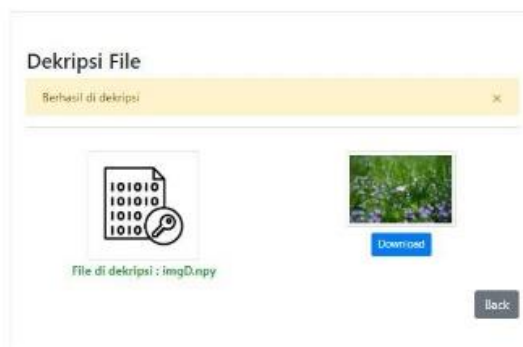 Dekripsi File
Berhasil di dekripsi ×
101010
101010
1010
1010
Download
File di dekripsi : imgD.npy
Back